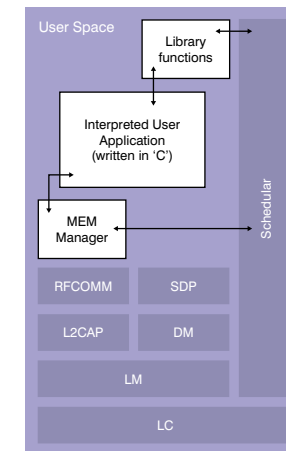 User Space
Library
functions
Interpreted User
Application
(written in ‘C’)
Schedular
MEM
Manager
RFCOMM
SDP
L2CAP
DM
LM
LC